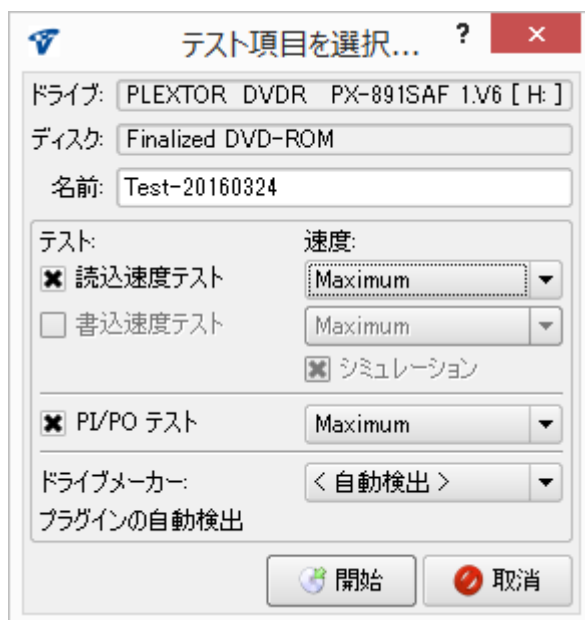 テスト項目を選択... ? ×
ドライブ: PLEXTOR DVDR PX-891SAF 1.V6 [ H: ]
ディスク: Finalized DVD-ROM
名前: Test-20160324
テスト: 速度:
読込速度テスト Maximum
書込速度テスト Maximum
シミュレーション
PI/PO テスト Maximum
ドライブメーカー: < 自動検出 >
プラグインの自動検出
開始 取消